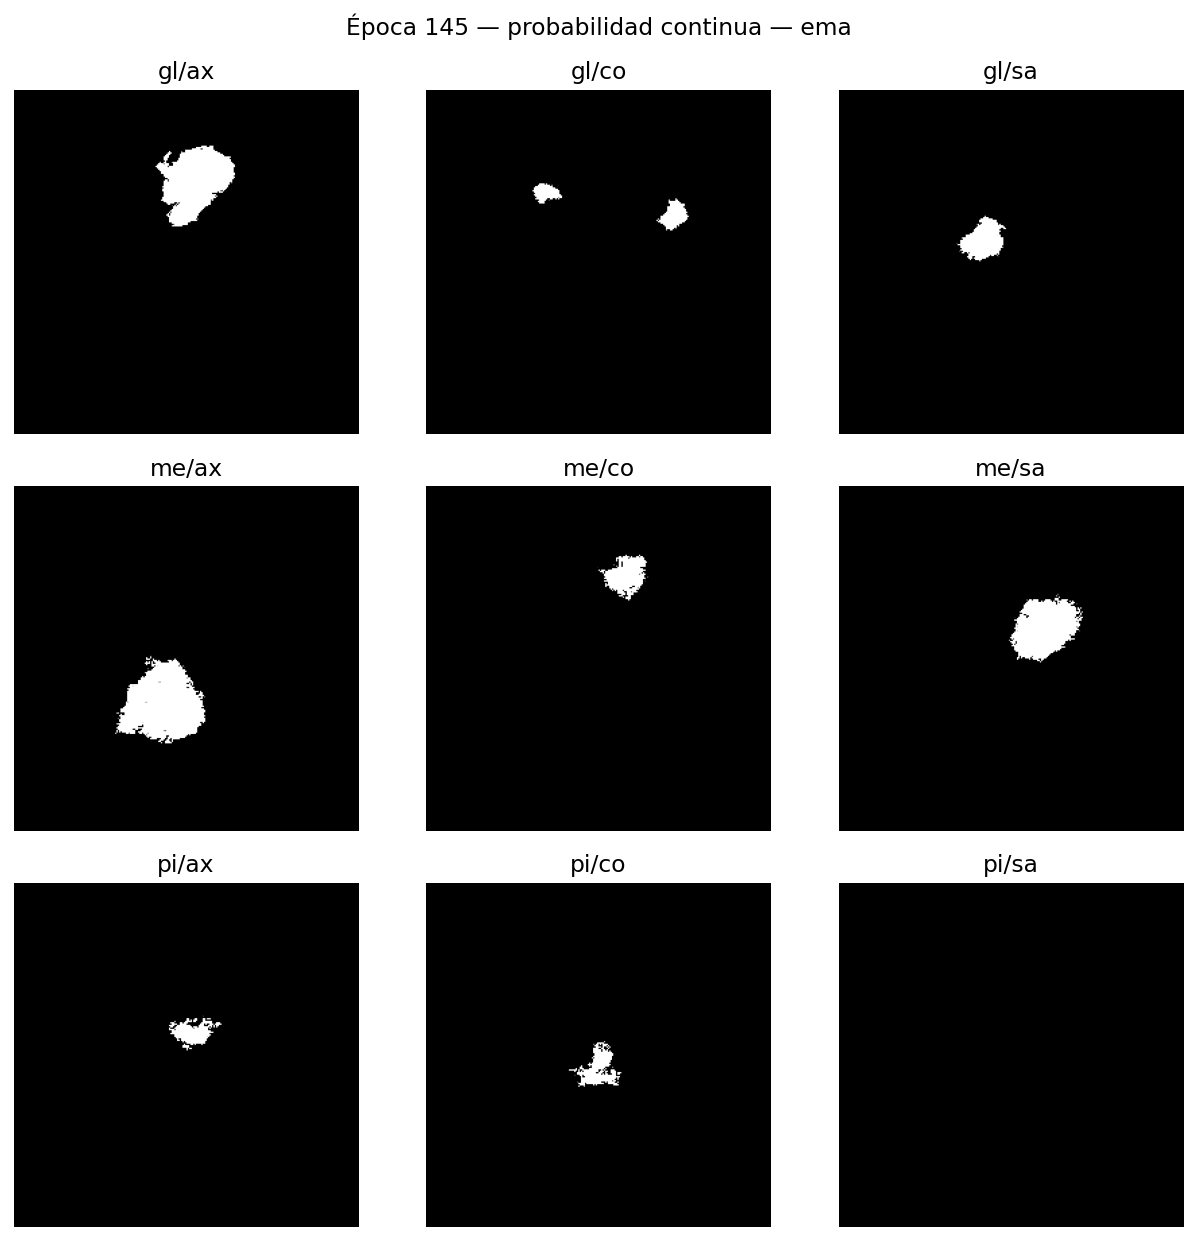 Época 145 — probabilidad continua — ema
gl/ax
gl/co
gl/sa
me/ax
me/co
me/sa
pi/ax
pi/co
pi/sa